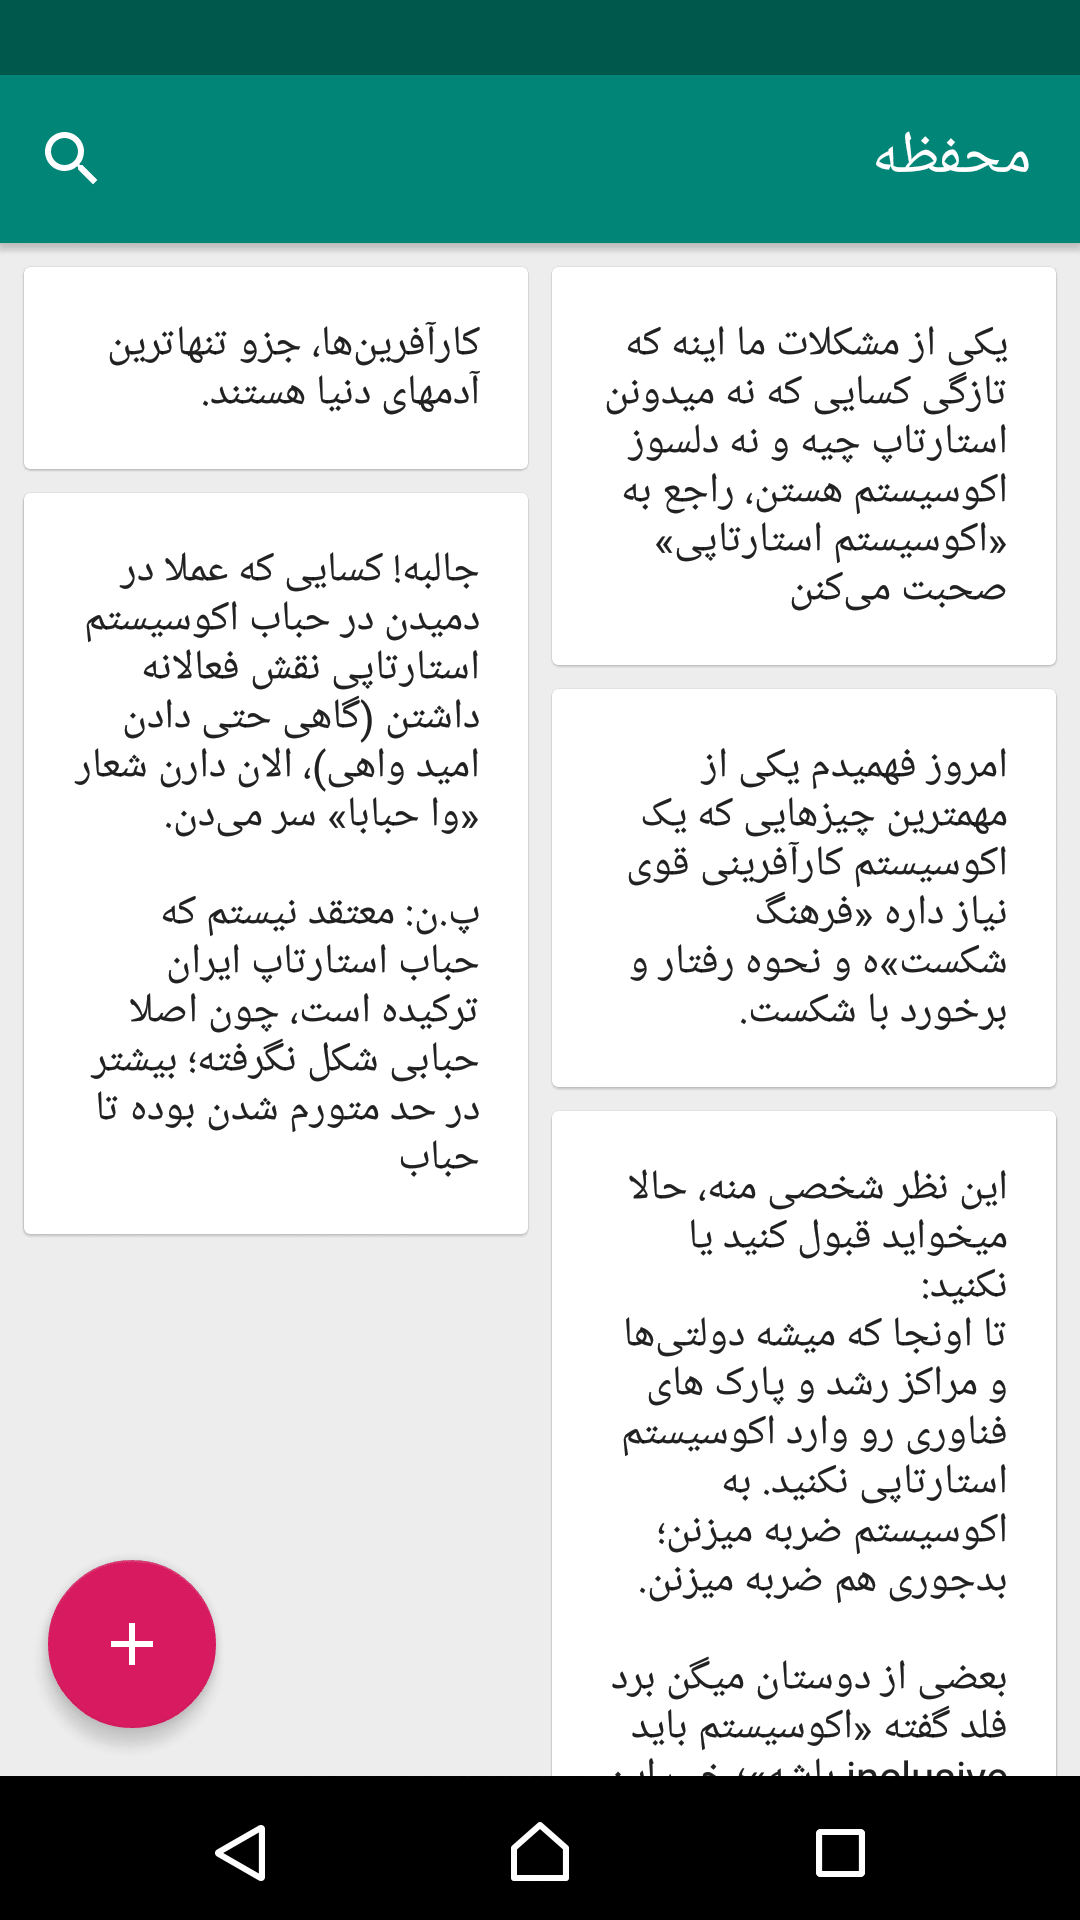 محفظه
یکی از مشکلات ما اینه که
تازگی کسایی که نه میدونن
استارتاپ چیه و نه دلسوز
اکوسیستم هستن، راجع به
«اکوسیستم استارتاپی»
صحبت می‌کنن
امروز فهمیدم یکی از
مهمترین چیزهایی که یک
اکوسیستم کارآفرینی قوی
نیاز داره «فرهنگ
شکست»ه و نحوه رفتار و
برخورد با شکست.
این نظر شخصی منه، حالا
میخواید قبول کنید یا
نکنید:
تا اونجا که میشه دولتی‌ها
و مراکز رشد و پارک های
فناوری رو وارد اکوسیستم
استارتاپی نکنید. به
اکوسیستم ضربه میزنن؛
بدجوری هم ضربه میزنن.
بعضی از دوستان میگن برد
فلد گفته «اکوسیستم باید
inclusive باشه»؛
کارآفرین‌ها، جزو تنهاترین
آدمهای دنیا هستند.
جالبه! کسایی که عملا در
دمیدن در حباب اکوسیستم
استارتاپی نقش فعالانه
داشتن (گاهی حتی دادن
امید واهی)، الان دارن شعار
«وا حبابا» سر می‌دن.
پ.ن: معتقد نیستم که
حباب استارتاپ ایران
ترکیده است، چون اصلا
حبابی شکل نگرفته؛ بیشتر
در حد متورم شدن بوده تا
حباب